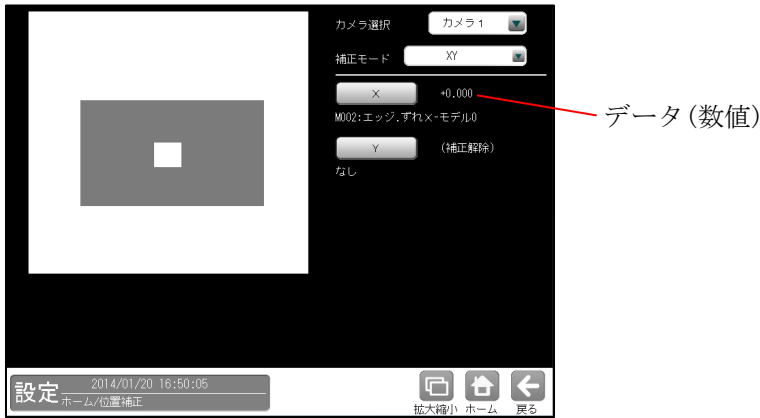 カメラ選択 カメラ1
補正モード XY
X +0.000
データ(数値)
M002:エッジ.ずれX-モデル0
Y (補正解除)
なし
設定 2014/01/20 16:50:05
ホーム/位置補正
拡大縮小 ホーム 戻る